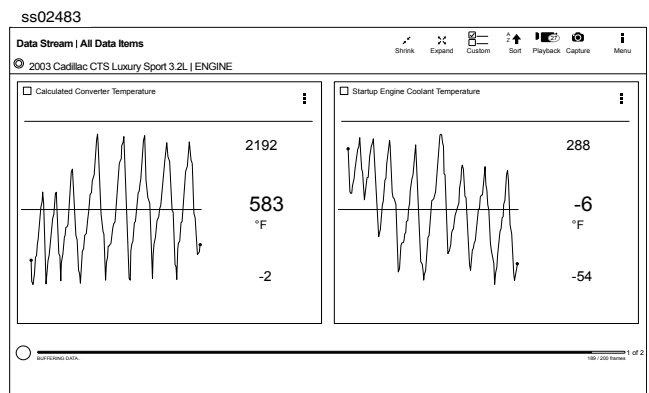 ss02483
Data Stream | All Data Items
Shrink Expand Custom Sort Playback Capture Menu
2003 Cadillac CTS Luxury Sport 3.2L | ENGINE
Calculated Converter Temperature
2192
583
°F
-2
Startup Engine Coolant Temperature
288
-6
°F
-54
BUFFERING DATA..
189 / 200 frames
1 of 2